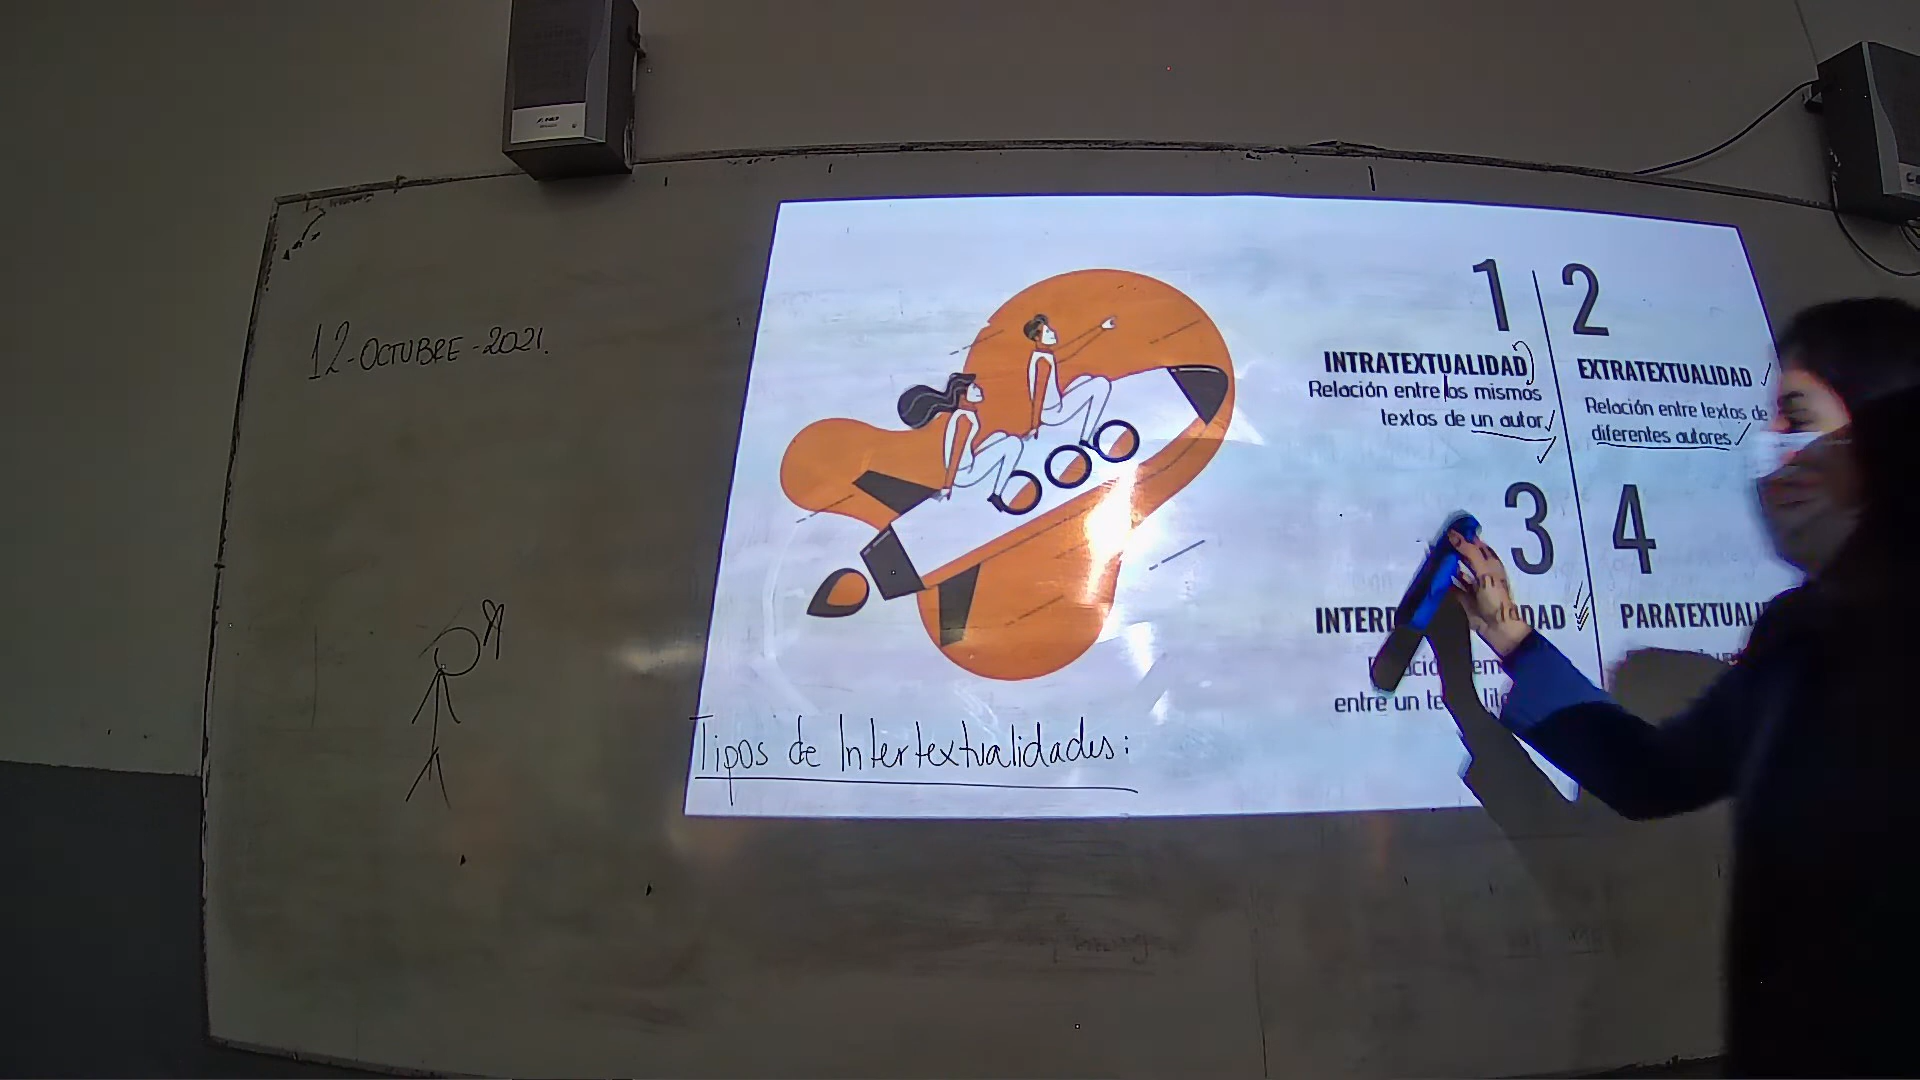 12-OCTUBRE-2021.
1
INTRATEXTUALIDAD
Relación entre los mismos
textos de un autor
2
EXTRATEXTUALIDAD
Relación entre textos de
diferentes autores
3
entre un
4
Tipos de Intertextualidades: